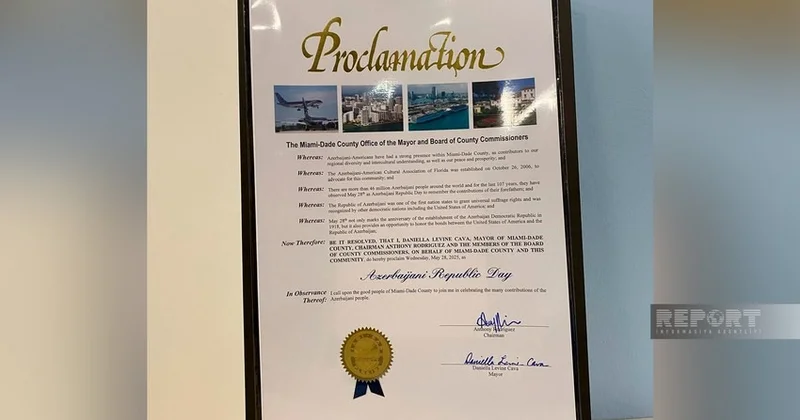 Proclamation
The Miami-Dade County Office of the Mayor and Board of County Commissioners
Whereas: Azerbaijani-Americans have had a strong presence within Miami-Dade County, as contributors to our
regional diversity and intercultural understanding, as well as our peace and prosperity; and
Whereas: The Azerbaijani-American Cultural Association of Florida was established on October 26, 2006, to
advocate for this community; and
Whereas: There are more than 46 million Azerbaijani people around the world and for the last 107 years, they have
observed May 28th as Azerbaijani Republic Day to remember the contributions of their forefathers; and
Whereas: The Republic of Azerbaijani was one of the first nation states to grant universal suffrage rights and was
recognized by other democratic nations including the United States of America; and
Whereas: May 28th not only marks the anniversary of the establishment of the Azerbaijan Democratic Republic in
1918, but it also provides an opportunity to honor the bonds between the United States of America and the
Republic of Azerbaijan;
Now Therefore: BE IT RESOLVED, THAT I, DANIELLA LEVINE CAVA, MAYOR OF MIAMI-DADE
COUNTY, CHAIRMAN ANTHONY RODRIGUEZ AND THE MEMBERS OF THE BOARD
OF COUNTY COMMISSIONERS, ON BEHALF OF MIAMI-DADE COUNTY AND THIS
COMMUNITY, do hereby proclaim Wednesday, May 28, 2025, as
Azerbaijani Republic Day
In Observance Thereof: I call upon the good people of Miami-Dade County to join me in celebrating the many contributions of the
Azerbaijani people.
Anthony Rodriguez
Chairman
Daniella Levine Cava
Daniella Levine Cava
Mayor
REPORT
İNFORMASİYA AGENTLİYİ